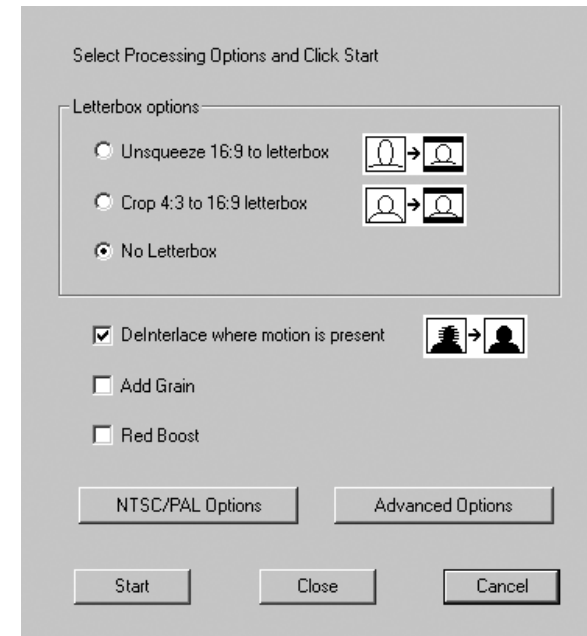 Select Processing Options and Click Start
Letterbox options
Unsqueeze 16:9 to letterbox
Crop 4:3 to 16:9 letterbox
No Letterbox
DeInterlace where motion is present
Add Grain
Red Boost
NTSC/PAL Options Advanced Options
Start Close Cancel